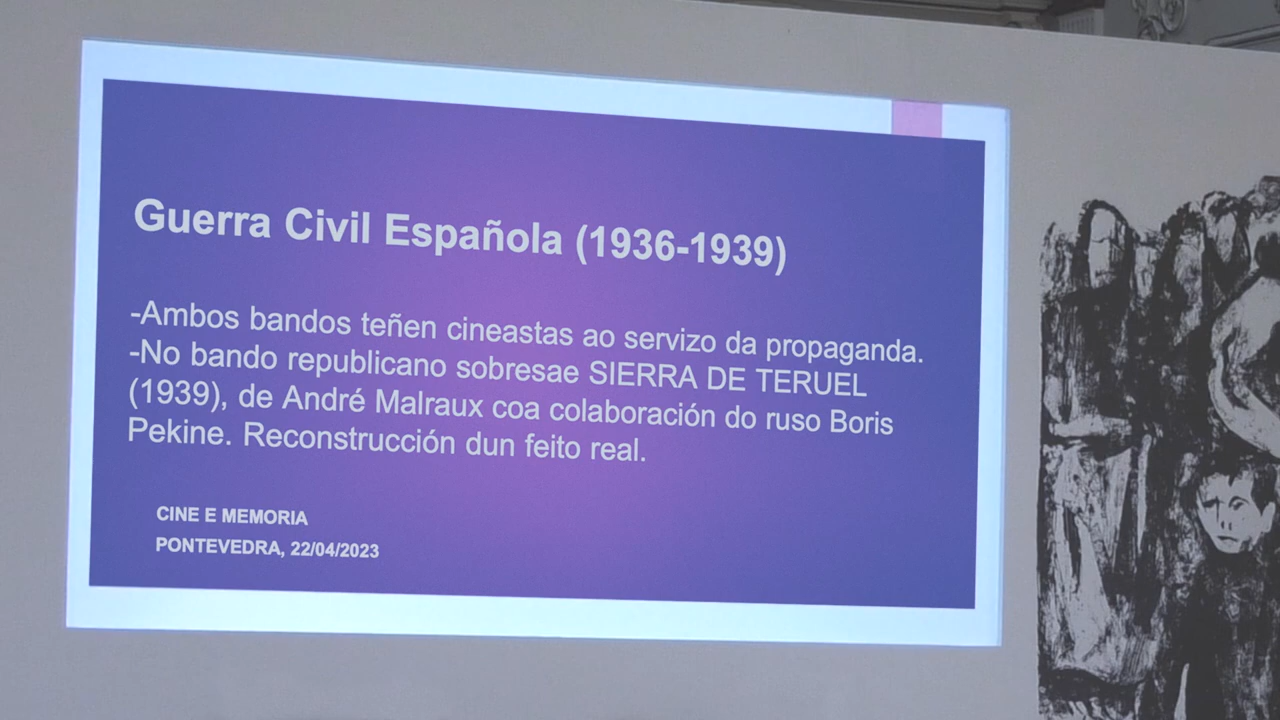 Guerra Civil Española (1936-1939)
-Ambos bandos teñen cineastas ao servizo da propaganda.
-No bando republicano sobresae SIERRA DE TERUEL
(1939), de André Malraux coa colaboración do ruso Boris
Pekine. Reconstrucción dun feito real.
CINE E MEMORIA
PONTEVEDRA, 22/04/2023